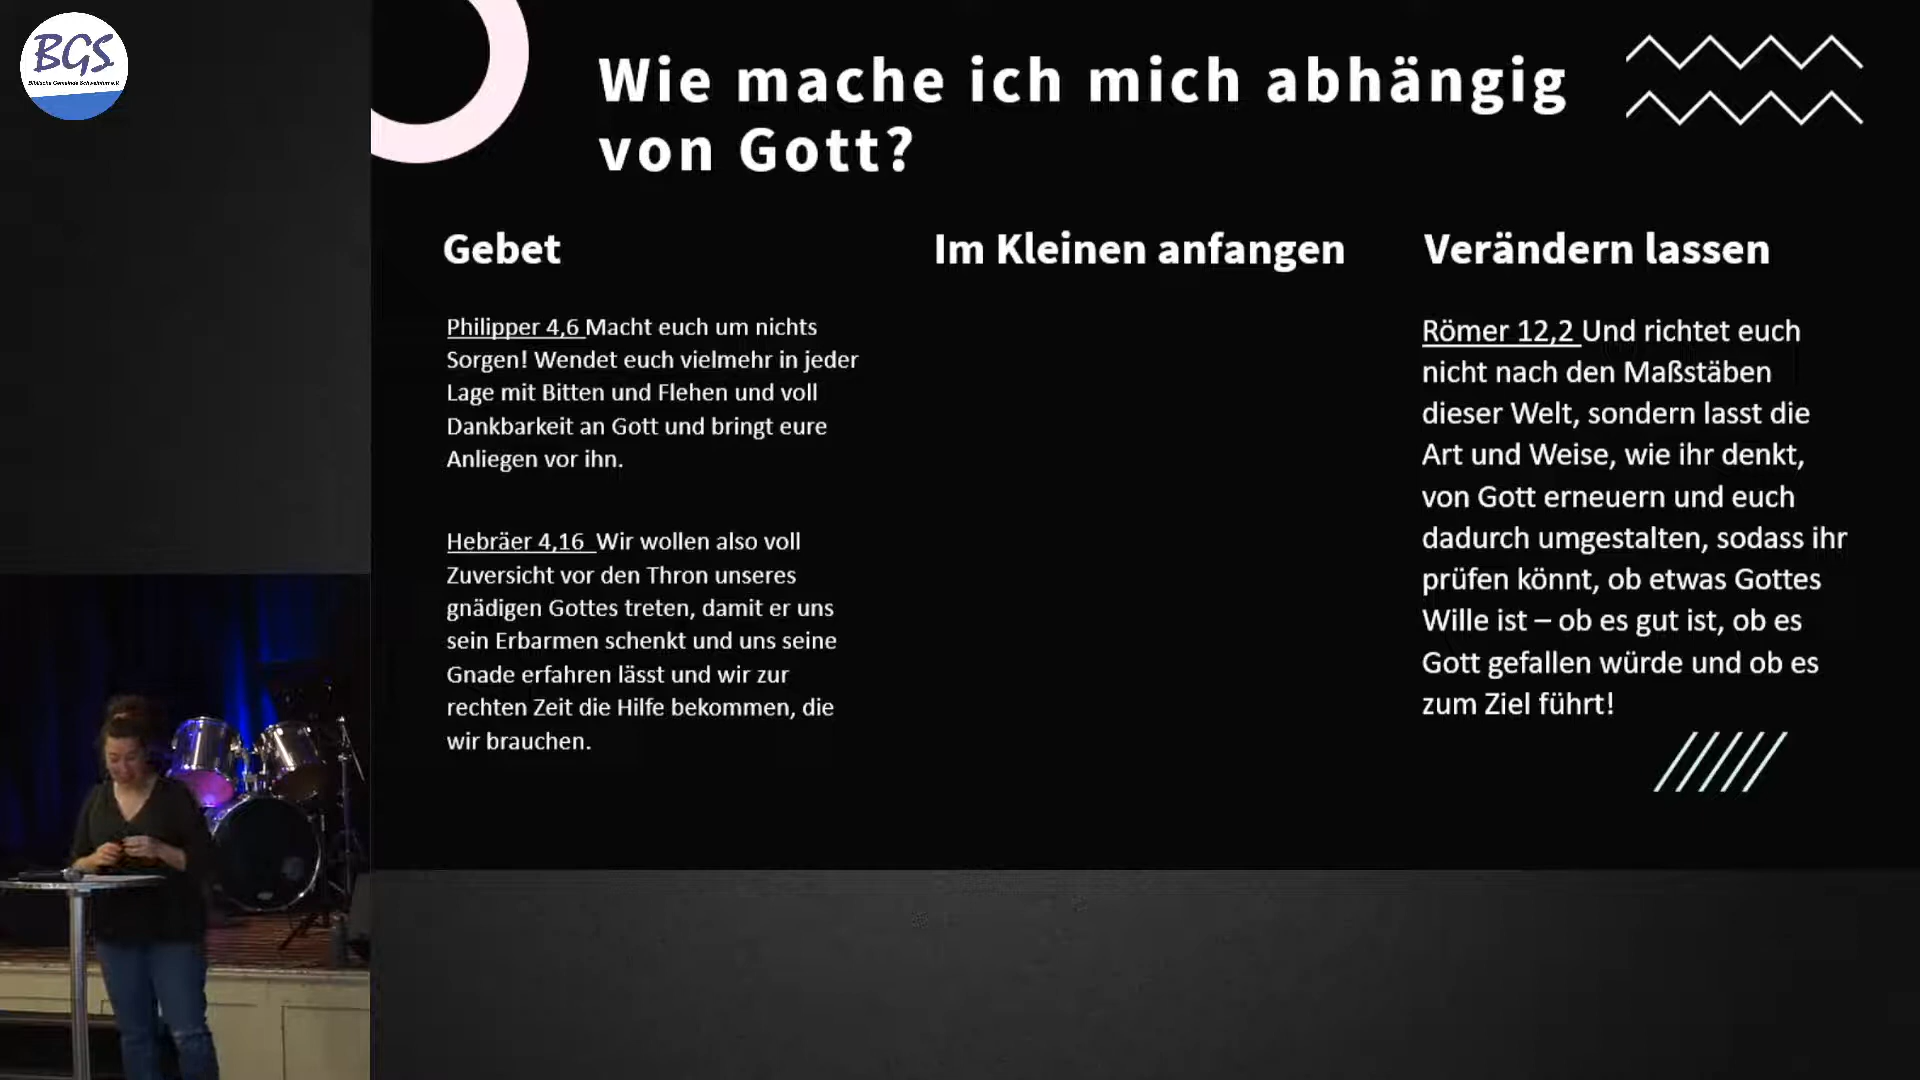 BGS
Biblische Gemeinde Schweinfurt e.V.
Wie mache ich mich abhängig
von Gott?
Gebet
Philipper 4,6 Macht euch um nichts
Sorgen! Wendet euch vielmehr in jeder
Lage mit Bitten und Flehen und voll
Dankbarkeit an Gott und bringt eure
Anliegen vor ihn.
Hebräer 4,16 Wir wollen also voll
Zuversicht vor den Thron unseres
gnädigen Gottes treten, damit er uns
sein Erbarmen schenkt und uns seine
Gnade erfahren lässt und wir zur
rechten Zeit die Hilfe bekommen, die
wir brauchen.
Im Kleinen anfangen
Verändern lassen
Römer 12,2 Und richtet euch
nicht nach den Maßstäben
dieser Welt, sondern lasst die
Art und Weise, wie ihr denkt,
von Gott erneuern und euch
dadurch umgestalten, sodass ihr
prüfen könnt, ob etwas Gottes
Wille ist – ob es gut ist, ob es
Gott gefallen würde und ob es
zum Ziel führt!